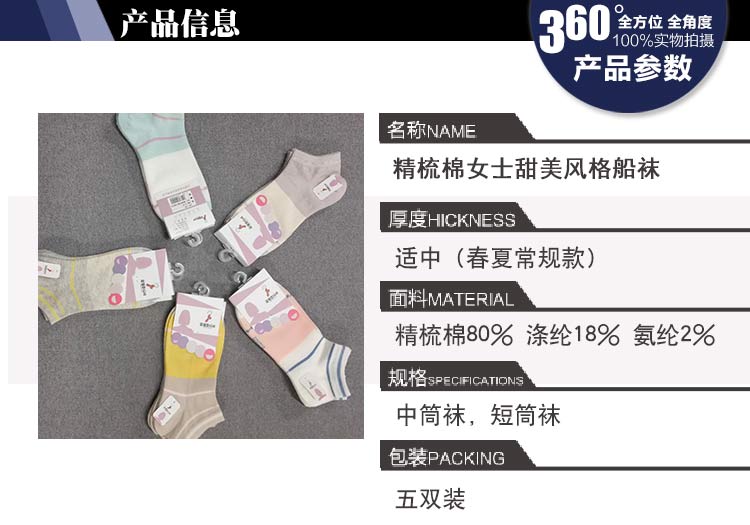 产品信息
360°全方位 全角度
100%实物拍摄
产品参数
名称NAME
精梳棉女士甜美风格船袜
厚度HICKNESS
适中（春夏常规款）
面料MATERIAL
精梳棉80% 涤纶18% 氨纶2%
规格SPECIFICATIONS
中筒袜，短筒袜
包装PACKING
五双装